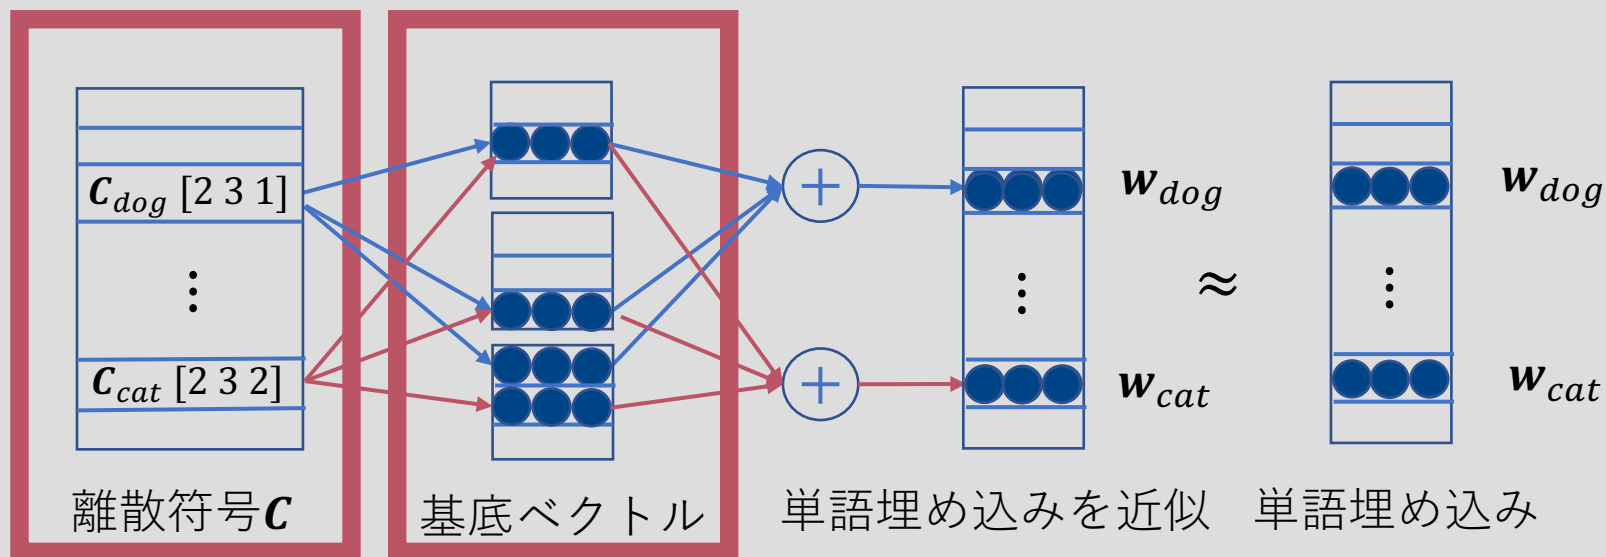 C_dog [2 3 1]
⋮
C_cat [2 3 2]
離散符号C
基底ベクトル
+
+
w_dog
⋮
w_cat
単語埋め込みを近似
≈
w_dog
⋮
w_cat
単語埋め込み